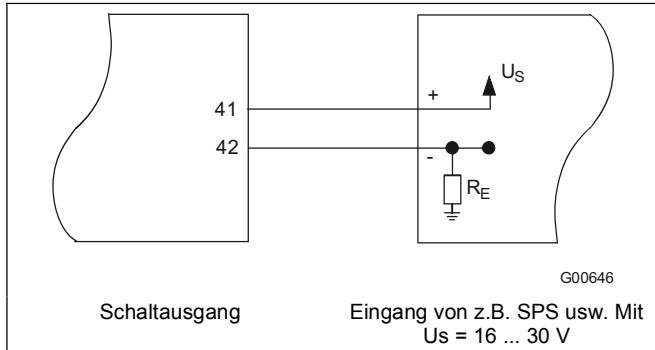 U_S
41 +
42 -
R_E
G00646
Schaltausgang
Eingang von z.B. SPS usw. Mit
Us = 16 ... 30 V